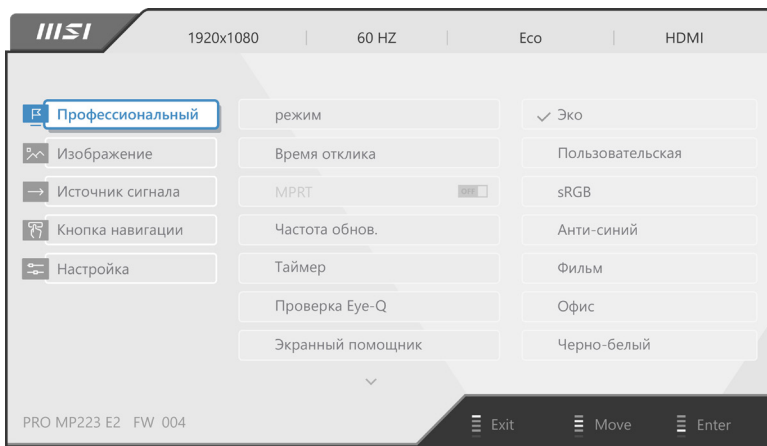 msi
1920x1080 60 HZ Eco HDMI
Профессиональный режим Эко
Изображение Время отклика Пользовательская
Источник сигнала MPRT OFF sRGB
Кнопка навигации Частота обнов. Анти-синий
Настройка Таймер Фильм
Проверка Eye-Q Офис
Экранный помощник Черно-белый
PRO MP223 E2 FW 004 Exit Move Enter